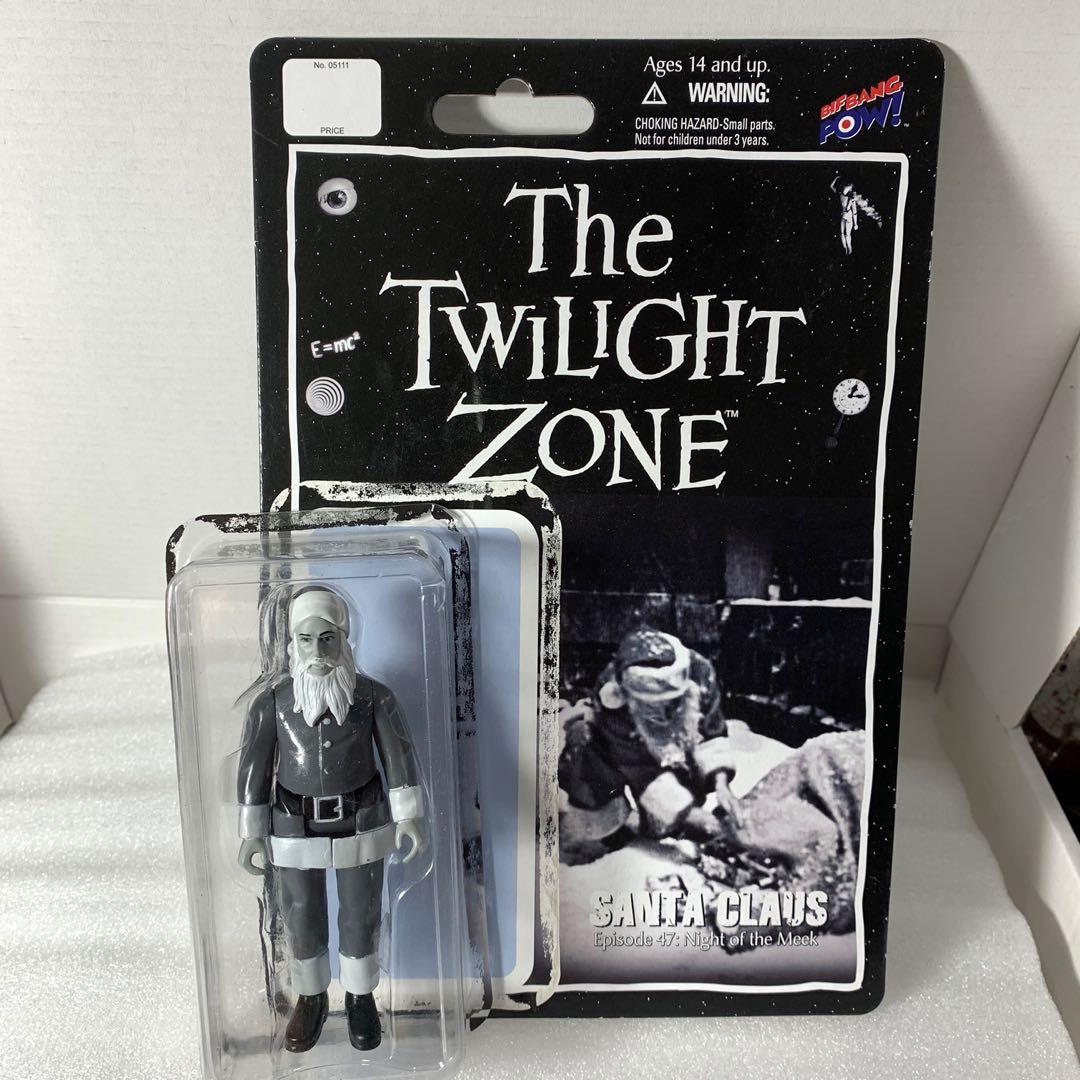 No. 05111
PRICE
Ages 14 and up.
WARNING:
CHOKING HAZARD-Small parts.
Not for children under 3 years.
BIF BANG
POW!
™
The
TWILIGHT
ZONE™
E=mc²
SANTA CLAUS
Episode 47: Night of the Meek